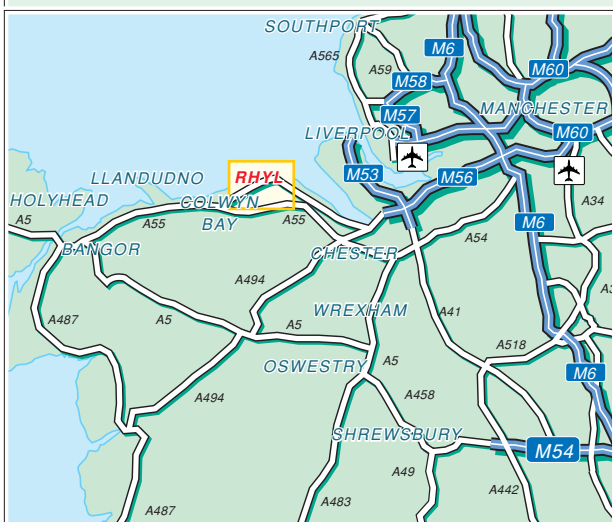 SOUTHPORT
M6
A565
A59
M60
M58
M57
MANCHESTER
LIVERPOOL
M60
M53
M56
RHYL
LLANDUDNO
HOLYHEAD
COLWYN
BAY
A5
A55
A55
A34
M6
BANGOR
CHESTER
A54
A494
A487
WREXHAM
A41
A5
A5
A518
A5
OSWESTRY
M6
A494
A458
SHREWSBURY
M54
A49
A442
A483
A487